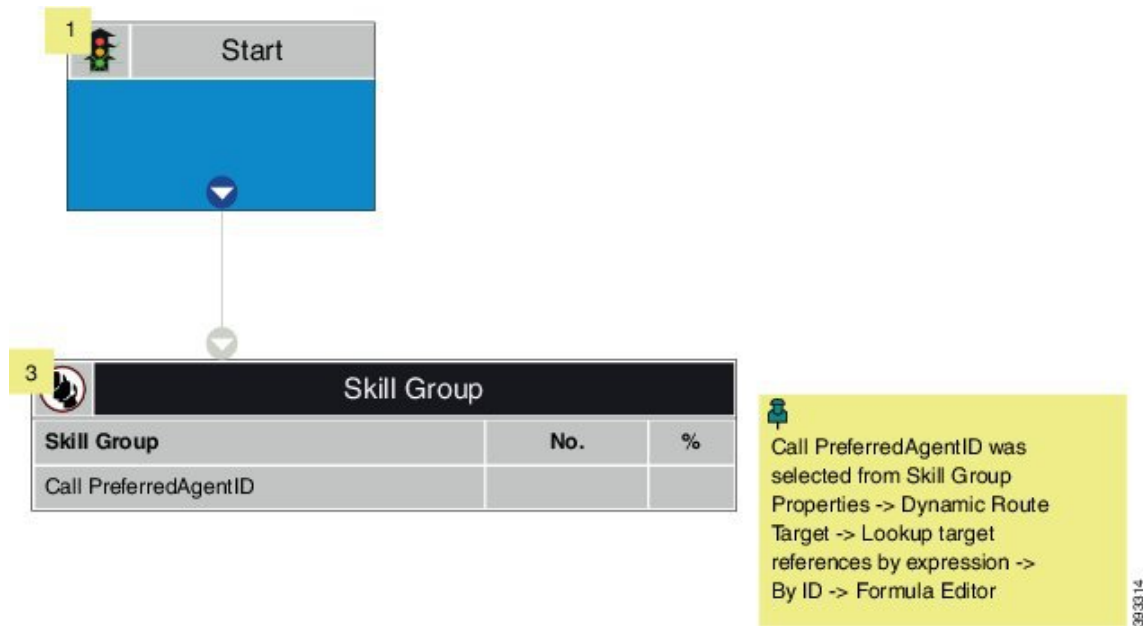 1
Start
3
Skill Group
Skill Group No. %
Call PreferredAgentID
Call PreferredAgentID was
selected from Skill Group
Properties -> Dynamic Route
Target -> Lookup target
references by expression ->
By ID -> Formula Editor
393314